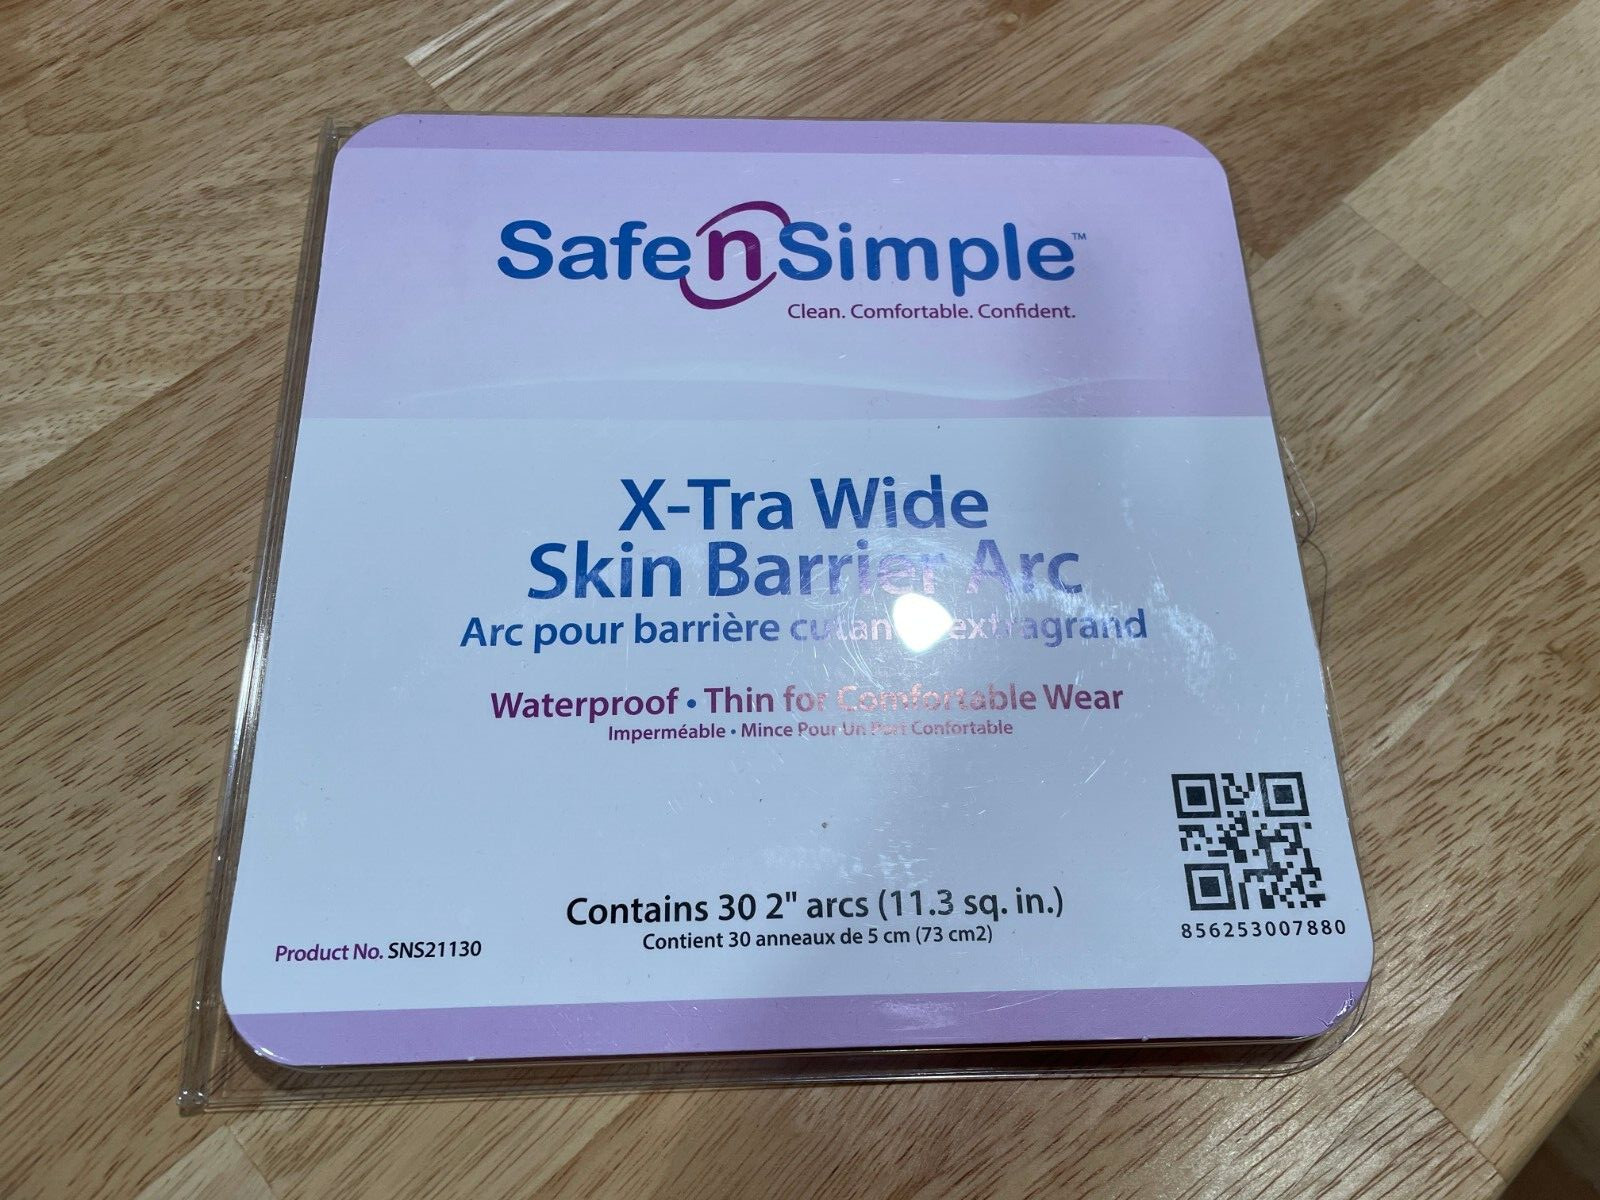 SafenSimple™
Clean. Comfortable. Confident.
X-Tra Wide
Skin Barrier Arc
Arc pour barrière extragrand
Waterproof • Thin for Comfortable Wear
Imperméable • Mince Pour Un Port Confortable
Contains 30 2" arcs (11.3 sq. in.)
Contient 30 anneaux de 5 cm (73 cm2)
Product No. SNS21130
856253007880